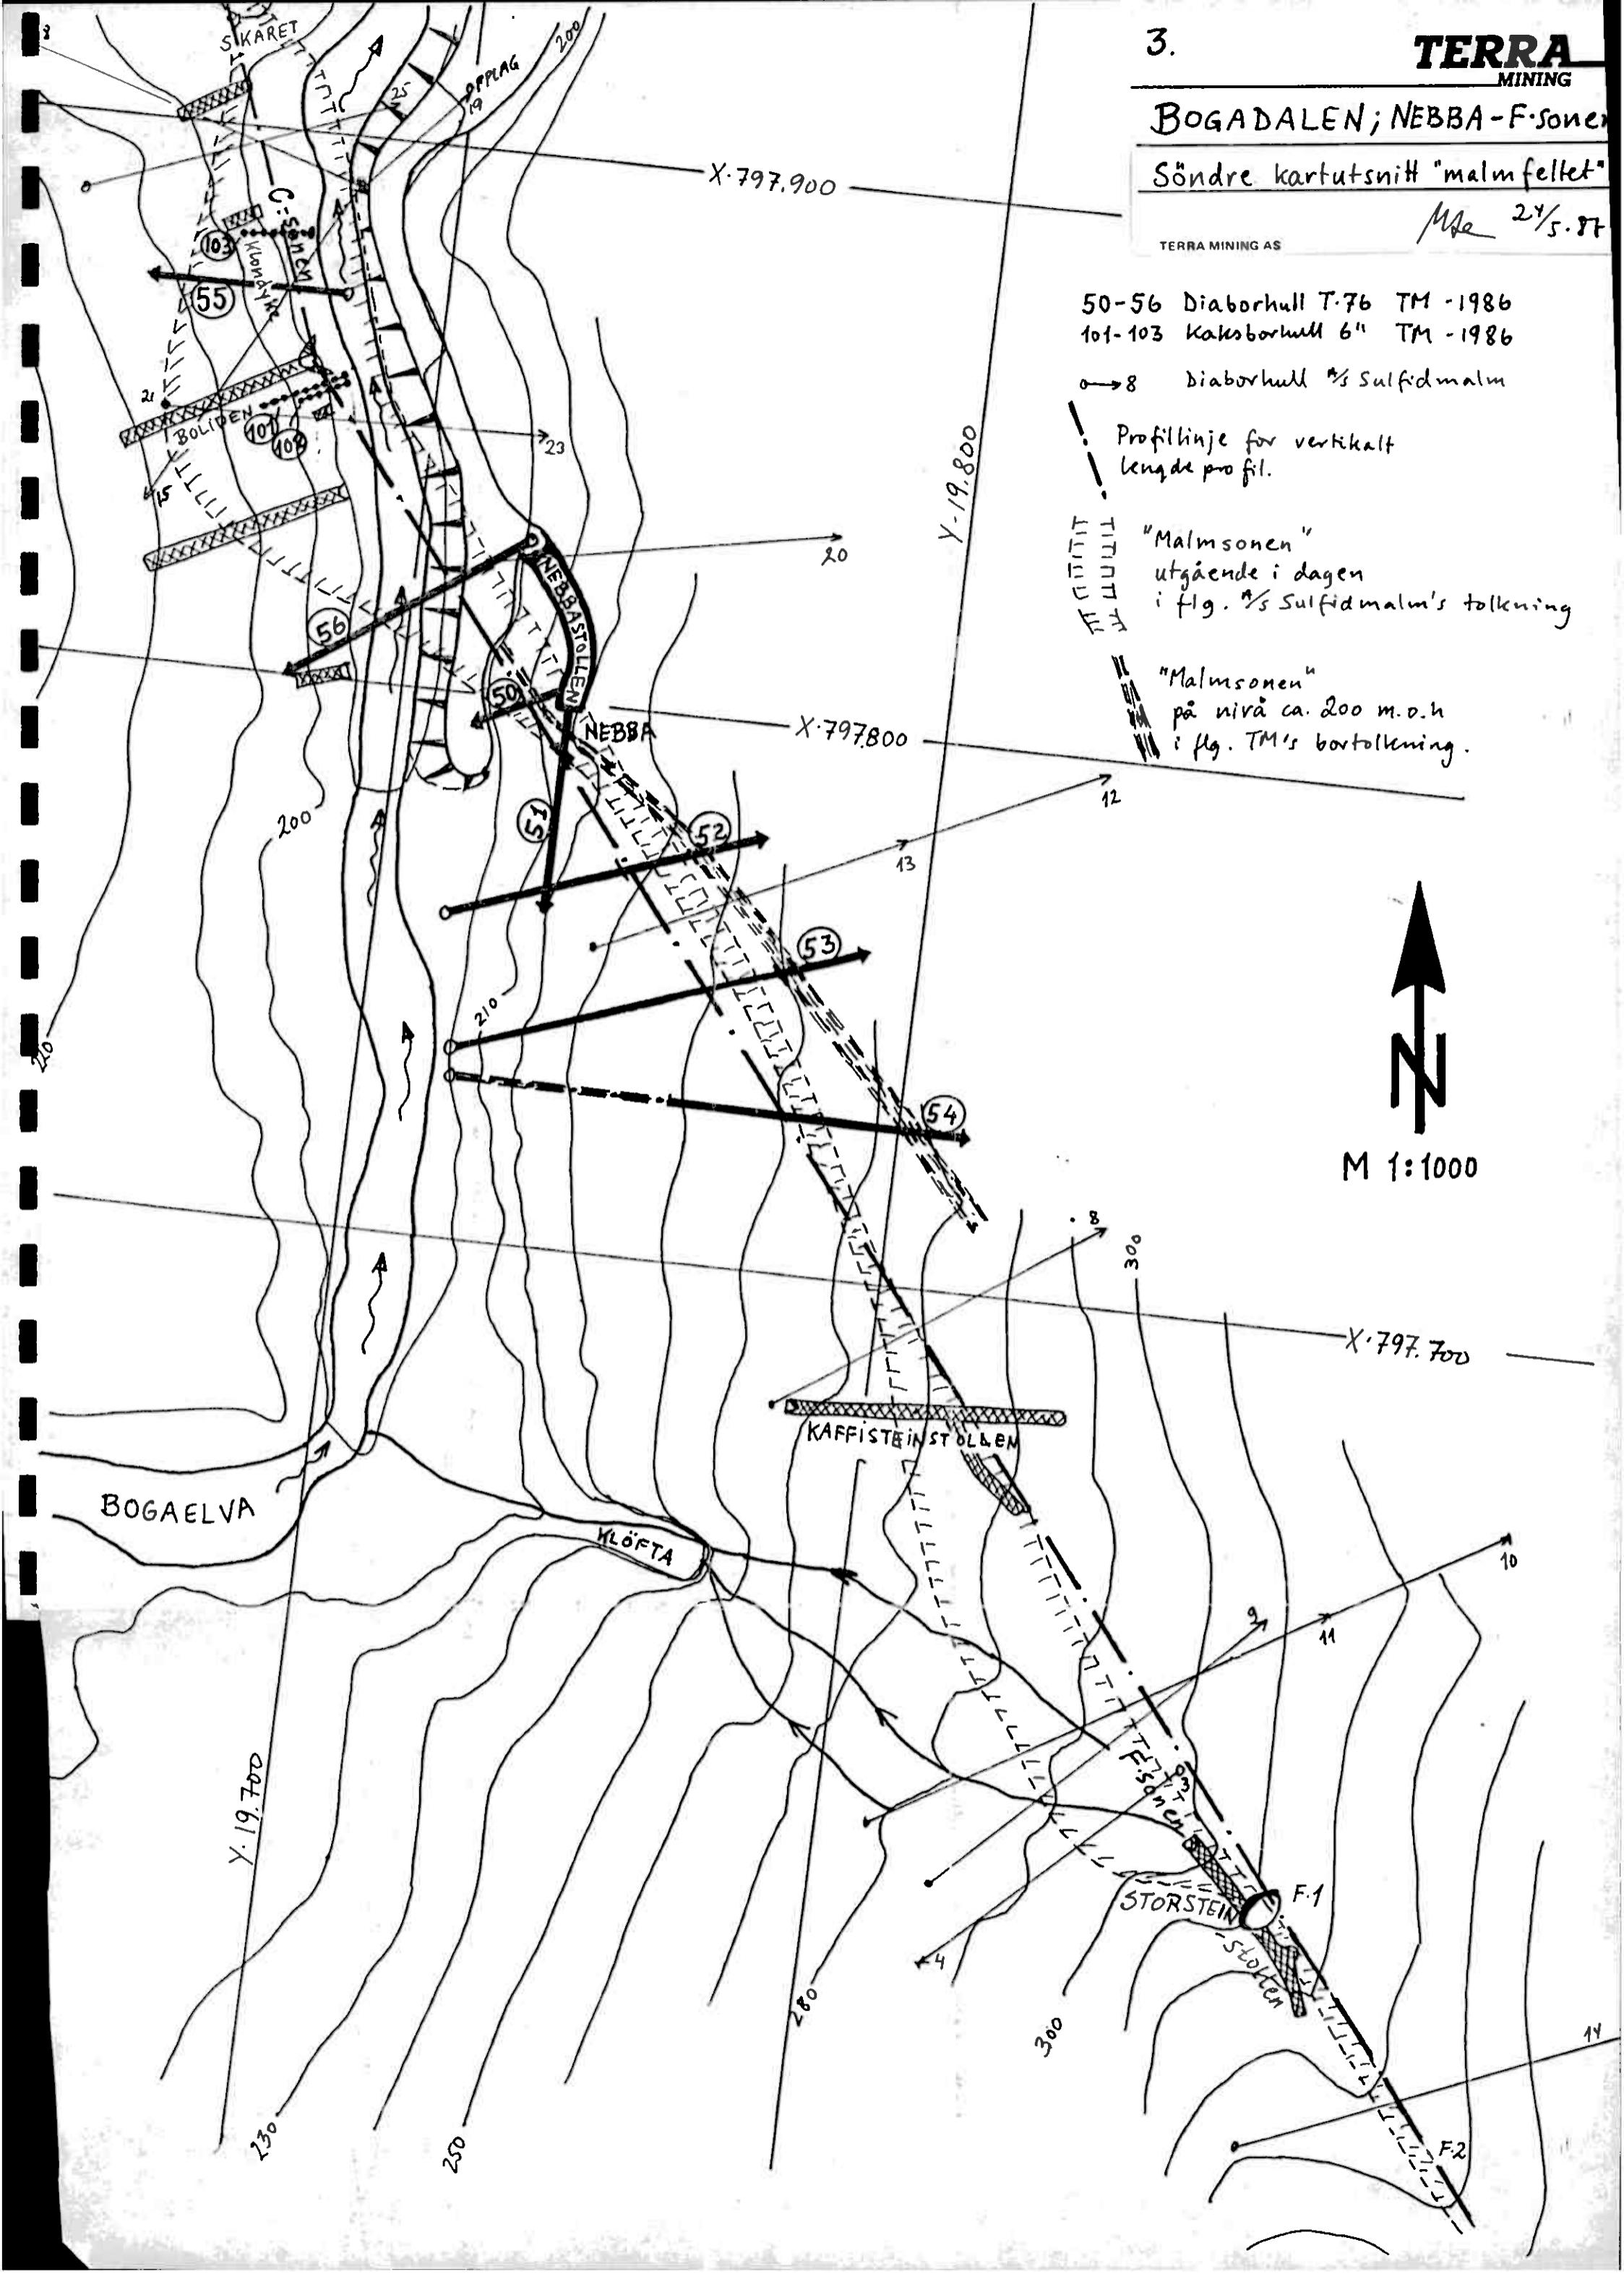 3.
TERRA
MINING
BOGADALEN; NEBBA-F.sone
Söndre kartutsnitt "malmfeltet"
24/5.87
TERRA MINING AS
50-56 Diaborhull T.76 TM -1986
101-103 Kaksborhull 6" TM -1986
8 Diaborhull A/S Sulfidmalm
Profillinje for vertikalt
lengde profil.
"Malmsonen"
utgående i dagen
i flg. A/S Sulfidmalm's tolkning
"Malmsonen"
på nivå ca. 200 m.o.h
i flg. TM's bortolkning.
N
M 1:1000
SKARET
OPPLAG
19
200
25
X.797.900
C:sonen
103
Klondyke
55
21
BOLIDEN
101
102
23
15
Y.19.800
20
NEBBASTOLLEN
56
50
NEBBA
X.797.800
12
200
51
52
13
53
210
54
8
300
X.797.700
KAFFISTEINSTOLLEN
BOGAELVA
KLÖFTA
10
9
11
Y.19.700
F.sonen
3
F.1
STORSTEIN
-stollen
4
280
300
14
F.2
230
250